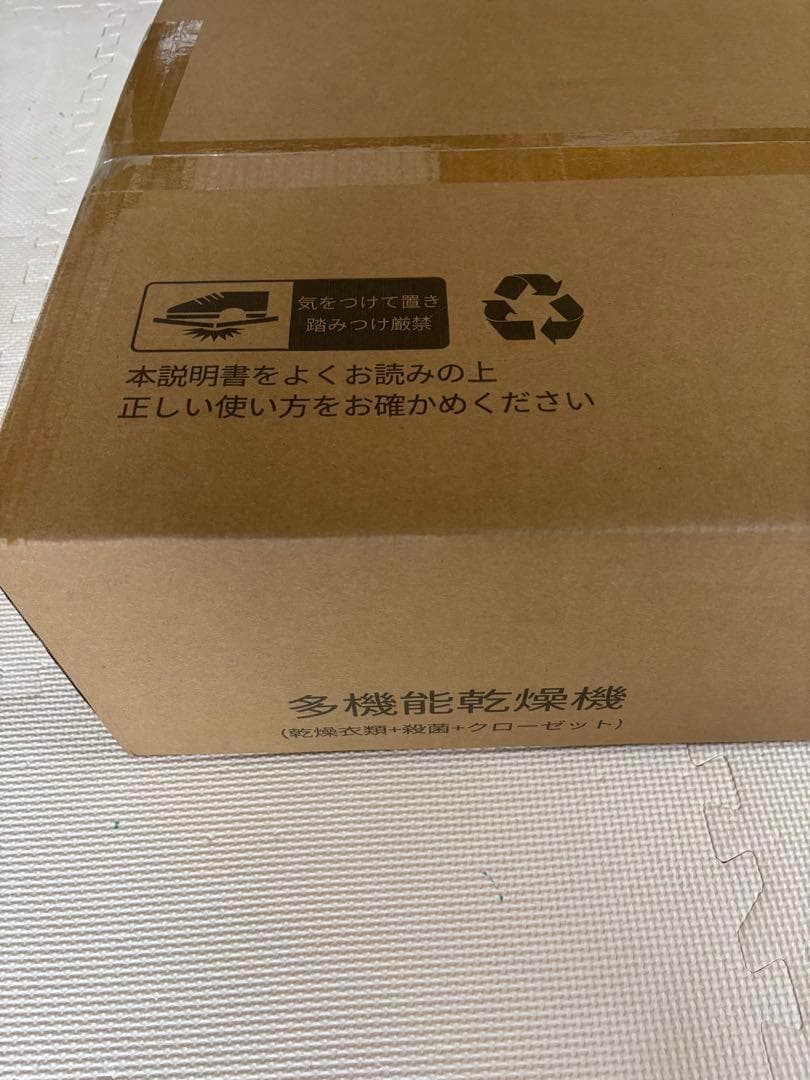 気をつけて置き
踏みつけ厳禁
本説明書をよくお読みの上
正しい使い方をお確かめください
多機能乾燥機
(乾燥衣類+殺菌+クローゼット)